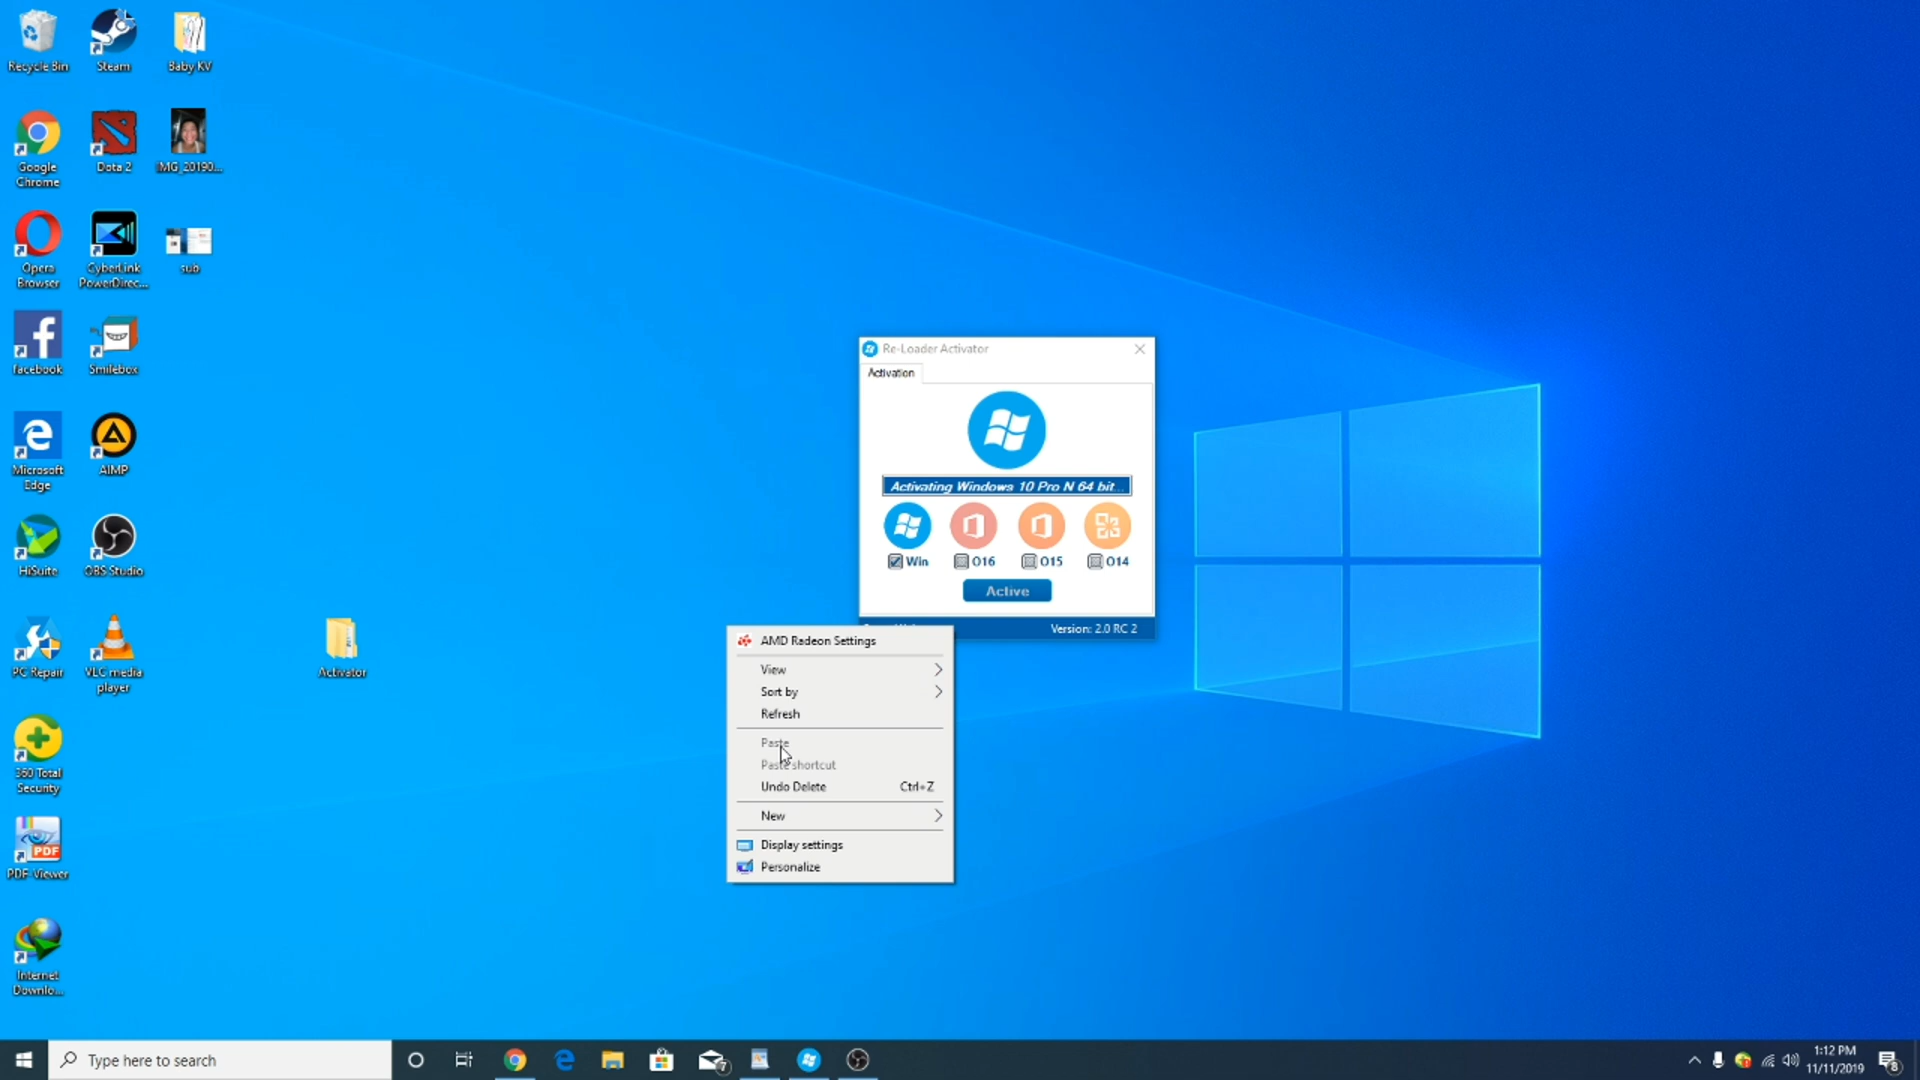 Recycle Bin
Steam
Baby KV
Google
Chrome
Dota 2
IMG_20190...
Opera
Browser
CyberLink
PowerDirec...
sub
facebook
Smilebox
Microsoft
Edge
AIMP
HiSuite
OBS Studio
PC Repair
VLC media
player
Activator
360 Total
Security
PDF-Viewer
PDF
Internet
Downlo...
Re-Loader Activator
Activation
Activating Windows 10 Pro N 64 bit...
Win
O16
O15
O14
Active
Version: 2.0 RC 2
AMD Radeon Settings
View
Sort by
Refresh
Paste
Paste shortcut
Undo Delete Ctrl+Z
New
Display settings
Personalize
Type here to search
7
1:12 PM
11/11/2019
8